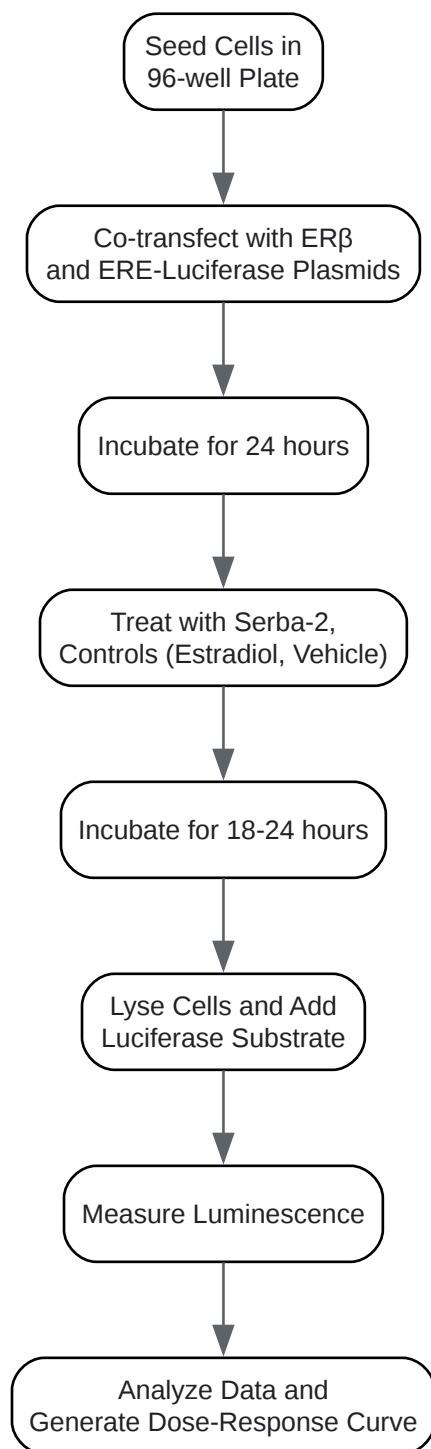 Seed Cells in
96-well Plate
Co-transfect with ERβ
and ERE-Luciferase Plasmids
Incubate for 24 hours
Treat with Serba-2,
Controls (Estradiol, Vehicle)
Incubate for 18-24 hours
Lyse Cells and Add
Luciferase Substrate
Measure Luminescence
Analyze Data and
Generate Dose-Response Curve